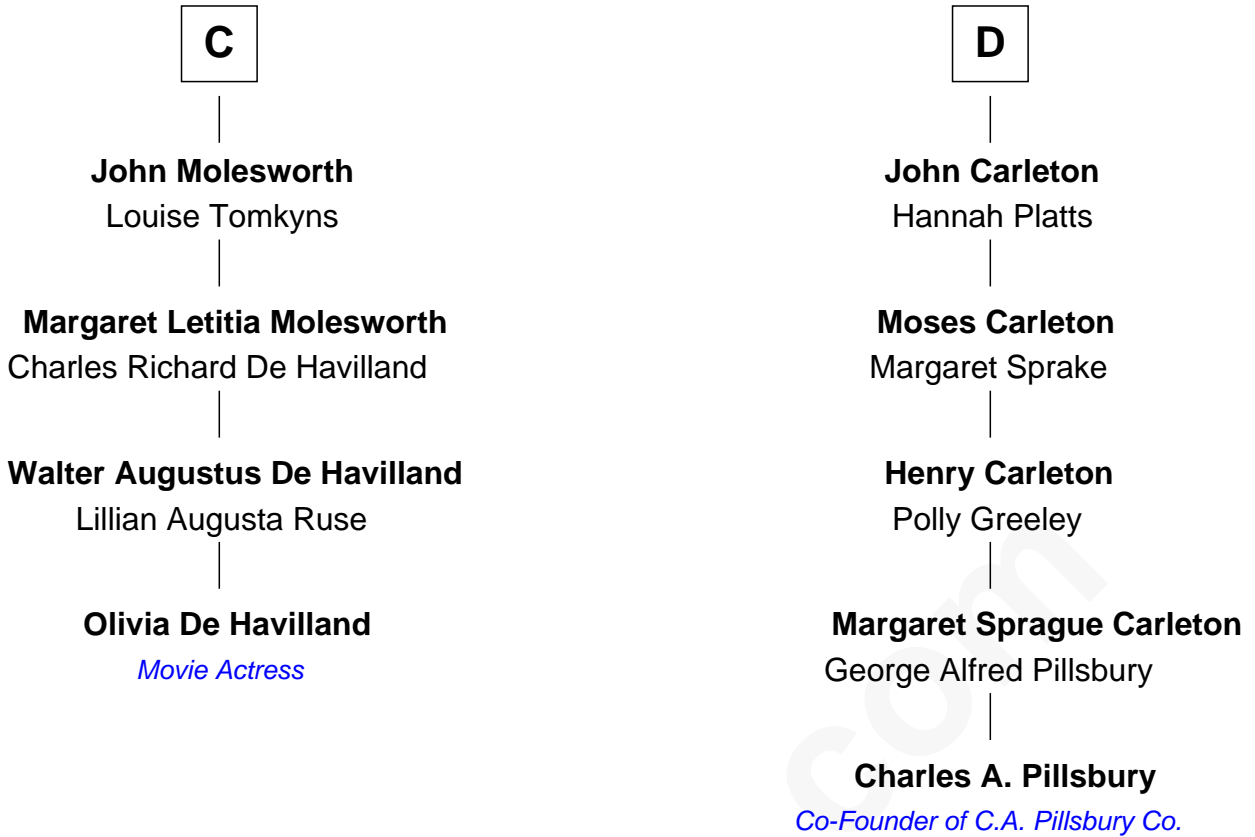 C
John Molesworth
Louise Tomkyns
Margaret Letitia Molesworth
Charles Richard De Havilland
Walter Augustus De Havilland
Lillian Augusta Ruse
Olivia De Havilland
Movie Actress
D
John Carleton
Hannah Platts
Moses Carleton
Margaret Sprake
Henry Carleton
Polly Greeley
Margaret Sprague Carleton
George Alfred Pillsbury
Charles A. Pillsbury
Co-Founder of C.A. Pillsbury Co.
com